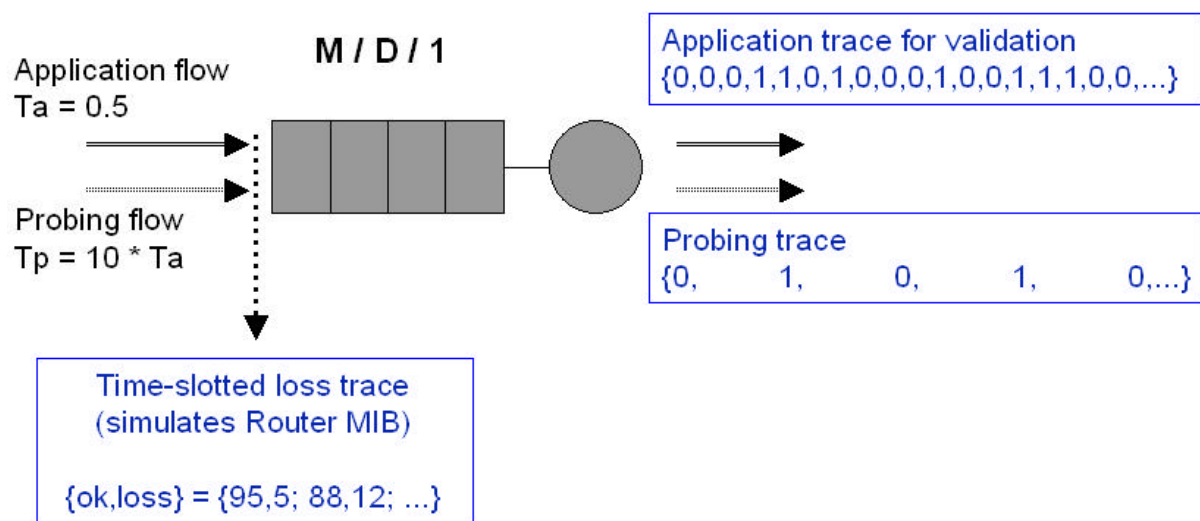 M / D / 1
Application flow
Ta = 0.5
Application trace for validation
{0,0,0,1,1,0,1,0,0,0,1,0,0,1,1,1,0,0,...}
Probing flow
Tp = 10 * Ta
Probing trace
{0, 1, 0, 1, 0,...}
Time-slotted loss trace
(simulates Router MIB)
{ok,loss} = {95,5; 88,12; ...}